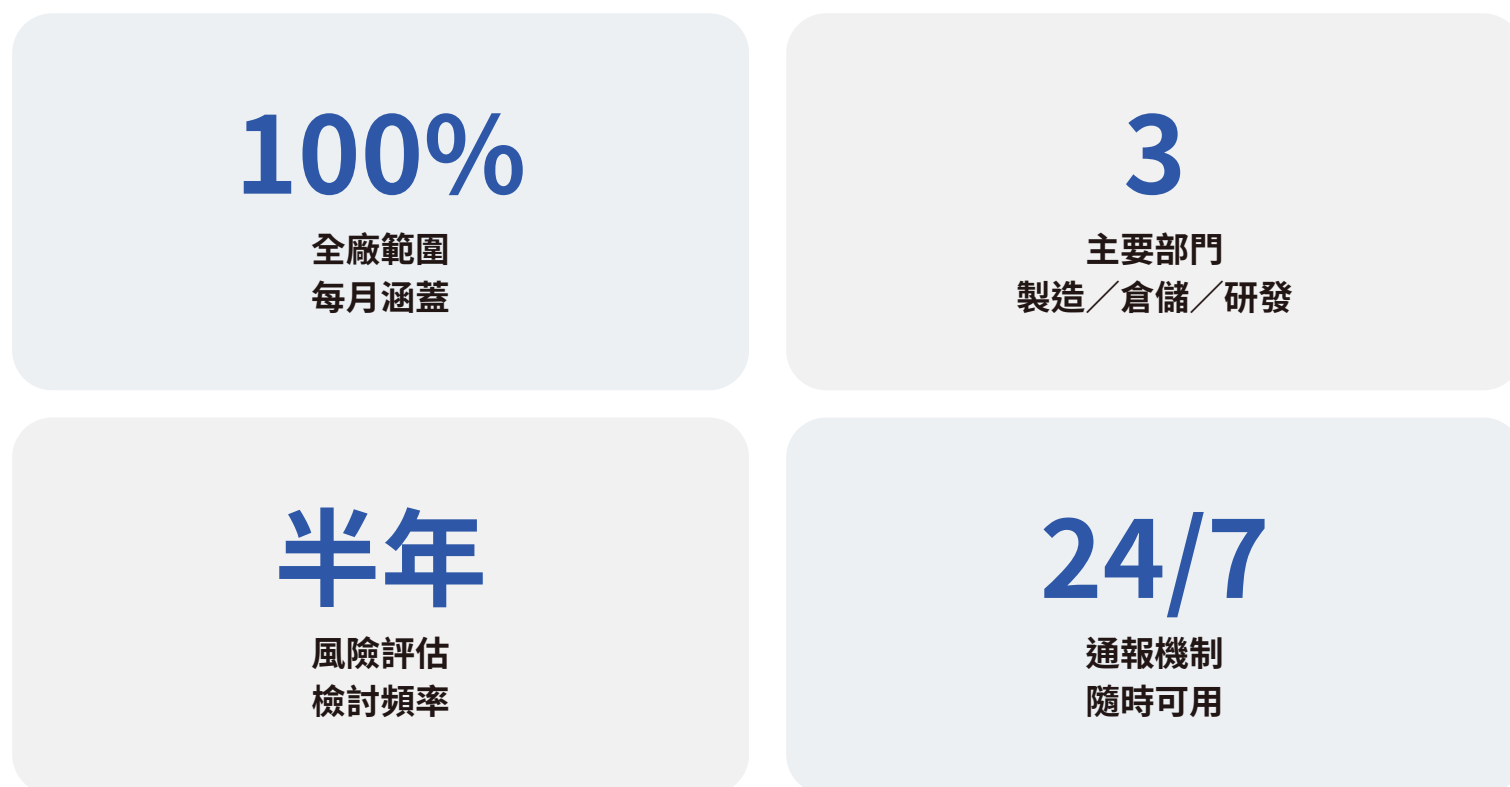 100%
全廠範圍
每月涵蓋
3
主要部門
製造／倉儲／研發
半年
風險評估
檢討頻率
24/7
通報機制
隨時可用